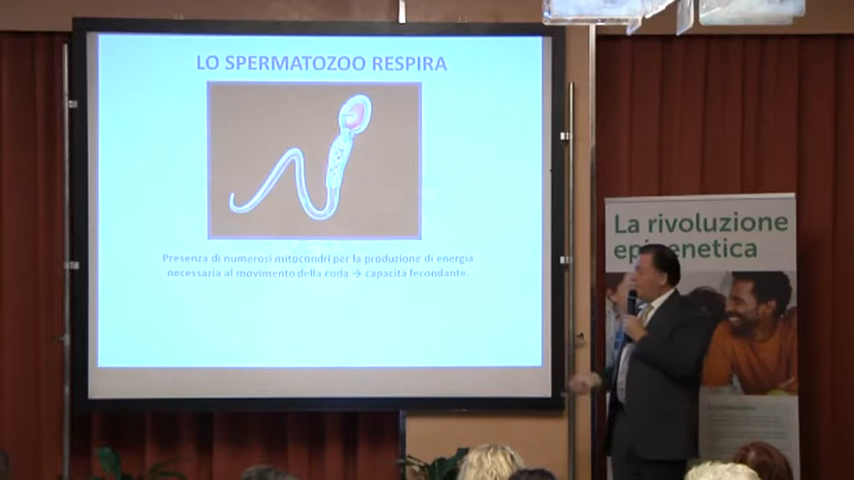 LO SPERMATOZOO RESPIRA
Presenza di numerosi mitocondri per la produzione di energia
necessaria al movimento della coda → capacità fecondante.
La rivoluzione
epigenetica